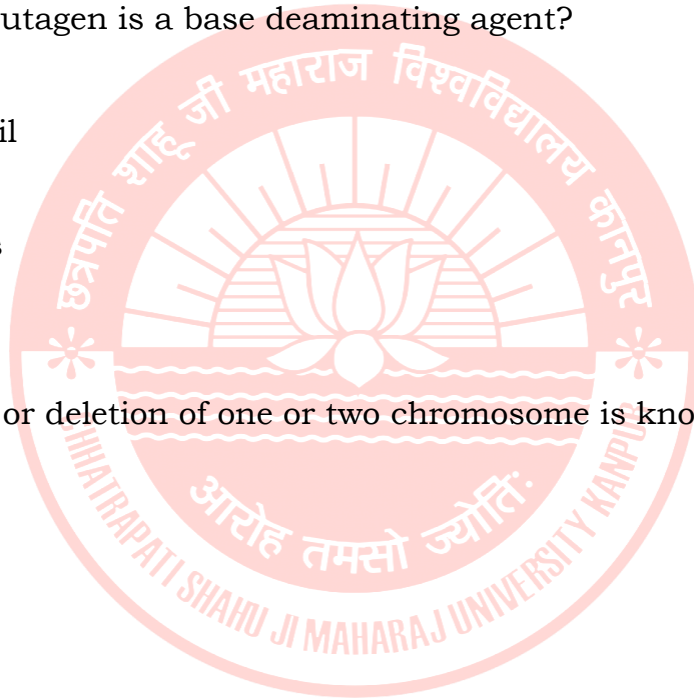 utagen is a base deaminating agent?
छत्रपति शाहू जी महाराज विश्वविद्यालय कानपुर
il
s
or deletion of one or two chromosome is kno
आरोह तमसो ज्योतिः
CHHATRAPATI SHAHU JI MAHARAJ UNIVERSITY KANPUR